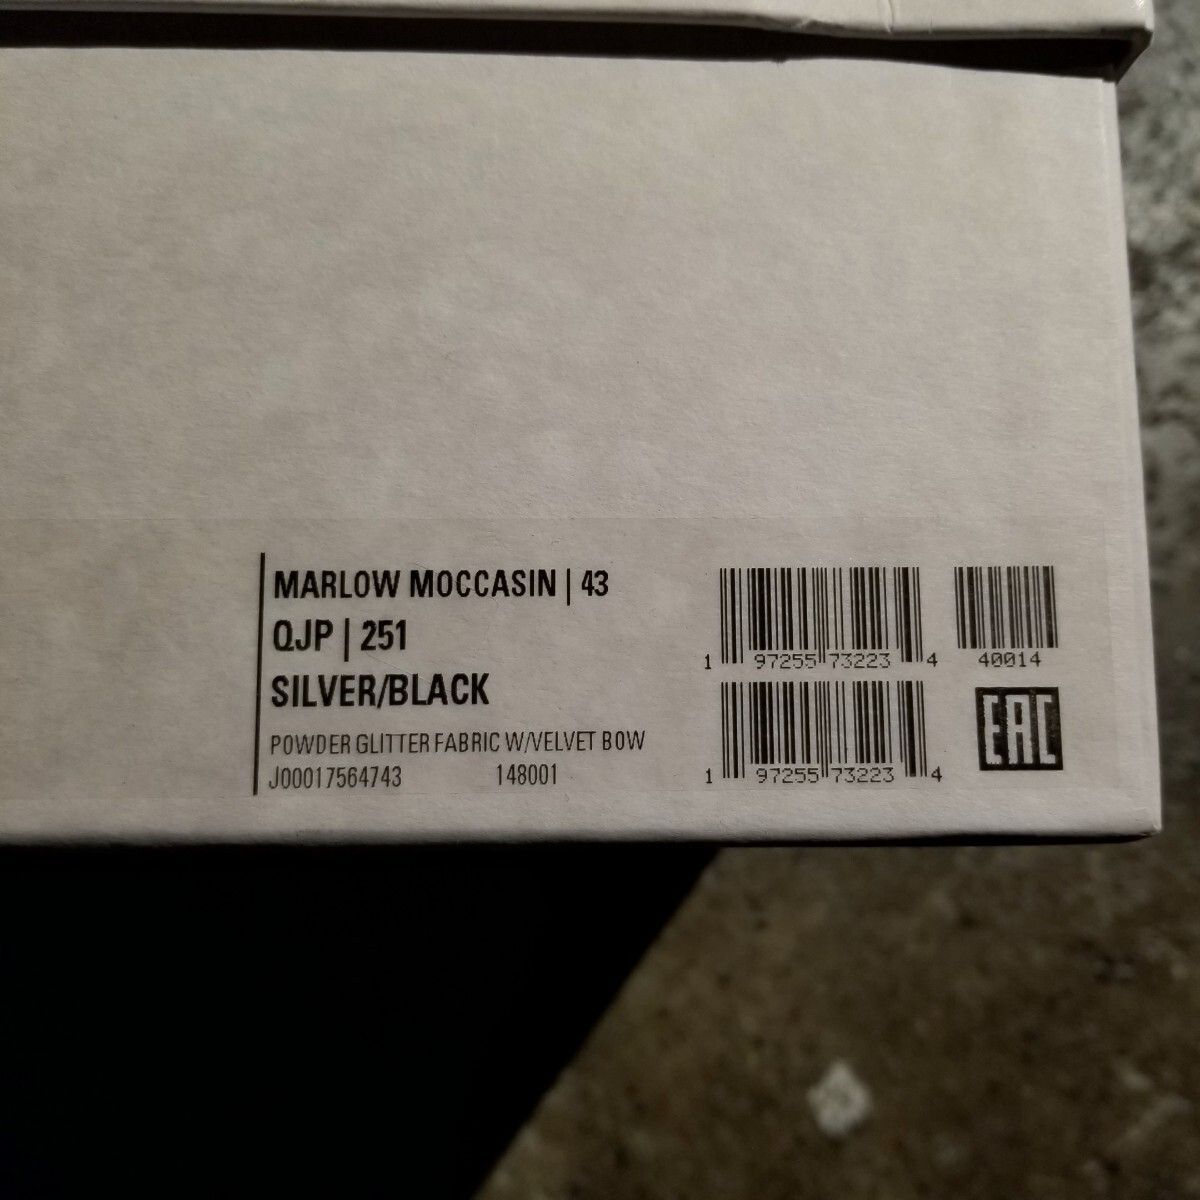 MARLOW MOCCASIN | 43
QJP | 251
SILVER/BLACK
POWDER GLITTER FABRIC W/VELVET BOW
J00017564743 148001
1 97255 73223 4
40014
1 97255 73223 4
EAC